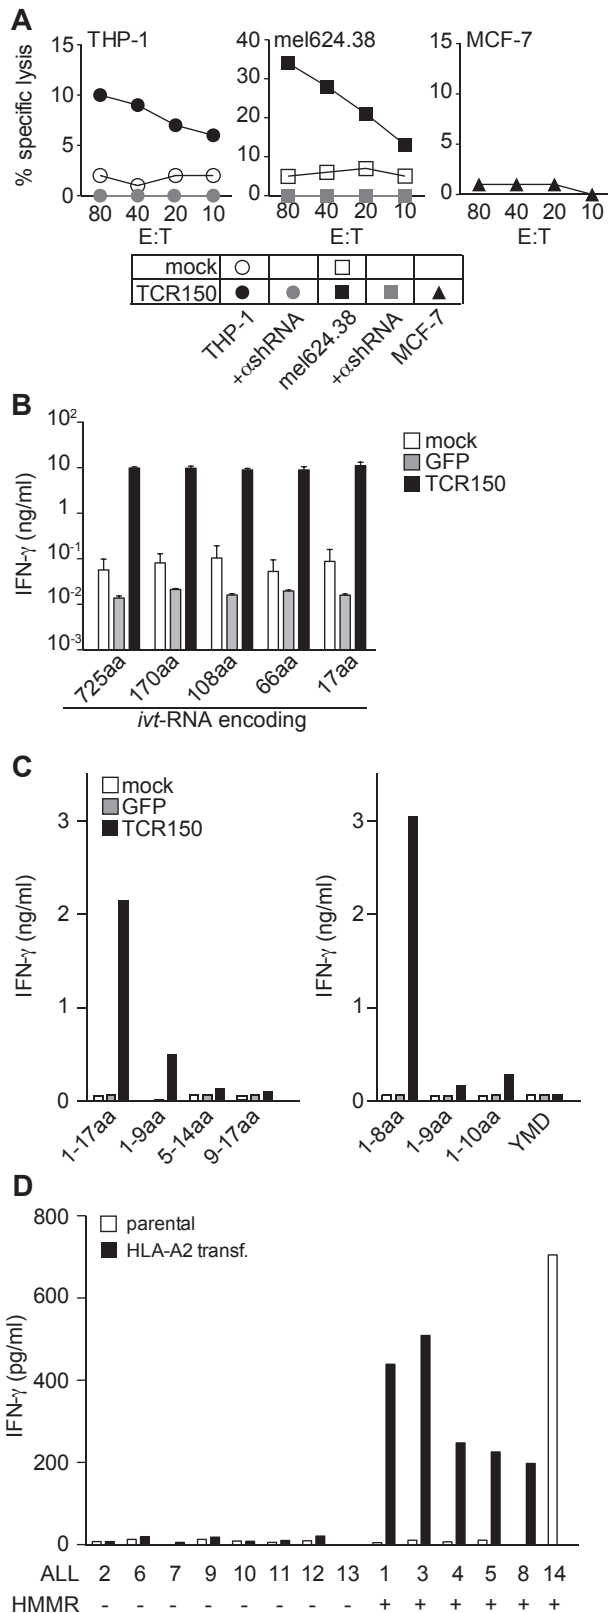 A
THP-1 mel624.38 MCF-7
% specific lysis
15 10 5 0
40 30 20 10 0
15 10 5 0
80 40 20 10 80 40 20 10 80 40 20 10
E:T E:T E:T
mock
TCR150
THP-1 +αshRNA mel624.38 +αshRNA MCF-7
B
IFN-γ (ng/ml)
10²
10
1
10⁻¹
10⁻²
10⁻³
mock
GFP
TCR150
725aa 170aa 108aa 66aa 17aa
ivt-RNA encoding
C
mock
GFP
TCR150
IFN-γ (ng/ml) IFN-γ (ng/ml)
3 3
2 2
1 1
0 0
1-17aa 1-9aa 5-14aa 9-17aa 1-8aa 1-9aa 1-10aa YMD
D
parental
HLA-A2 transf.
IFN-γ (pg/ml)
800
600
400
200
0
ALL 2 6 7 9 10 11 12 13 1 3 4 5 8 14
HMMR - - - - - - - - + + + + + +